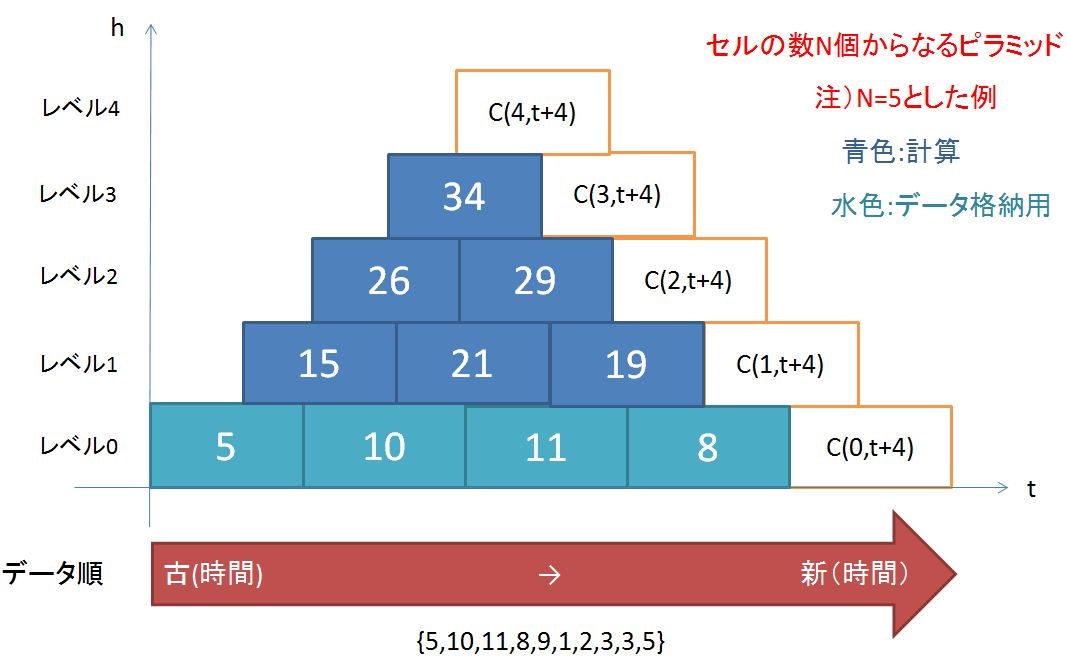 h
セルの数N個からなるピラミッド
注）N=5とした例
青色:計算
水色:データ格納用
レベル4
C(4,t+4)
レベル3
34
C(3,t+4)
レベル2
26 29
C(2,t+4)
レベル1
15 21 19
C(1,t+4)
レベル0
5 10 11 8
C(0,t+4)
t
データ順
古(時間) → 新（時間）
{5,10,11,8,9,1,2,3,3,5}